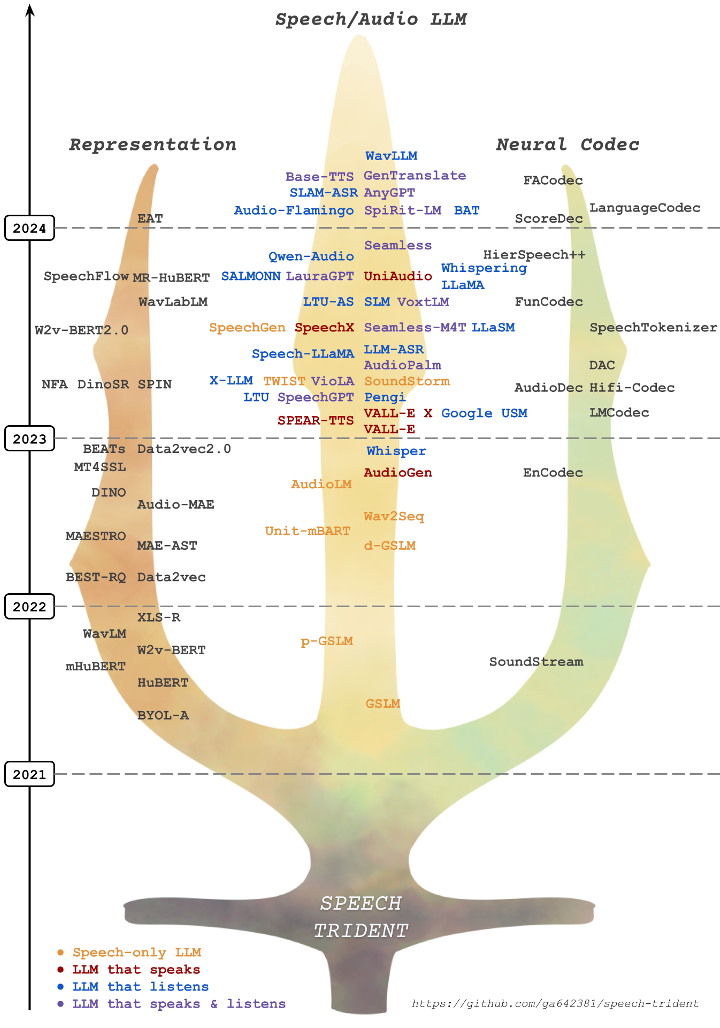 Speech/Audio LLM
Representation
Neural Codec
WavLLM
Base-TTS GenTranslate
FACodec
SLAM-ASR AnyGPT
Audio-Flamingo SpiRit-LM BAT
LanguageCodec
EAT
ScoreDec
2024
Seamless
Qwen-Audio
HierSpeech++
Whispering
LLaMA
SpeechFlow MR-HuBERT
SALMONN LauraGPT UniAudio
WavLabLM
LTU-AS SLM VoxtLM
FunCodec
W2v-BERT2.0
SpeechGen SpeechX Seamless-M4T LLaSM
SpeechTokenizer
Speech-LLaMA LLM-ASR
AudioPalm
DAC
NFA DinoSR SPIN
X-LLM TWIST VioLA SoundStorm
AudioDec Hifi-Codec
LTU SpeechGPT Pengi
SPEAR-TTS VALL-E X Google USM
LMCodec
VALL-E
2023
BEATs Data2vec2.0
Whisper
MT4SSL
AudioGen
EnCodec
DINO
AudioLM
Audio-MAE
Wav2Seq
MAESTRO
Unit-mBART
MAE-AST
d-GSLM
BEST-RQ Data2vec
2022
XLS-R
WavLM
p-GSLM
W2v-BERT
mHuBERT
SoundStream
HuBERT
GSLM
BYOL-A
2021
SPEECH
TRIDENT
Speech-only LLM
LLM that speaks
LLM that listens
LLM that speaks & listens
https://github.com/ga642381/speech-trident